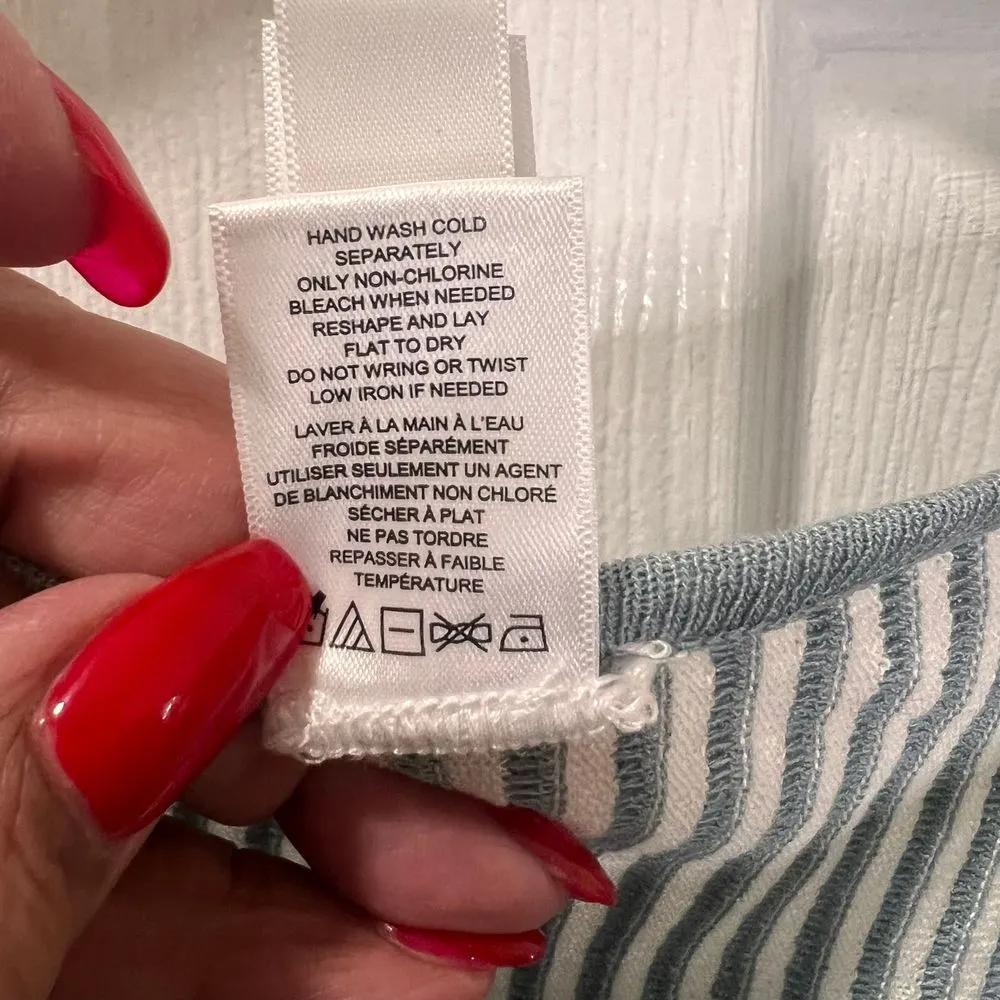 HAND WASH COLD
SEPARATELY
ONLY NON-CHLORINE
BLEACH WHEN NEEDED
RESHAPE AND LAY
FLAT TO DRY
DO NOT WRING OR TWIST
LOW IRON IF NEEDED
LAVER À LA MAIN À L'EAU
FROIDE SÉPARÉMENT
UTILISER SEULEMENT UN AGENT
DE BLANCHIMENT NON CHLORÉ
SÉCHER À PLAT
NE PAS TORDRE
REPASSER À FAIBLE
TEMPÉRATURE